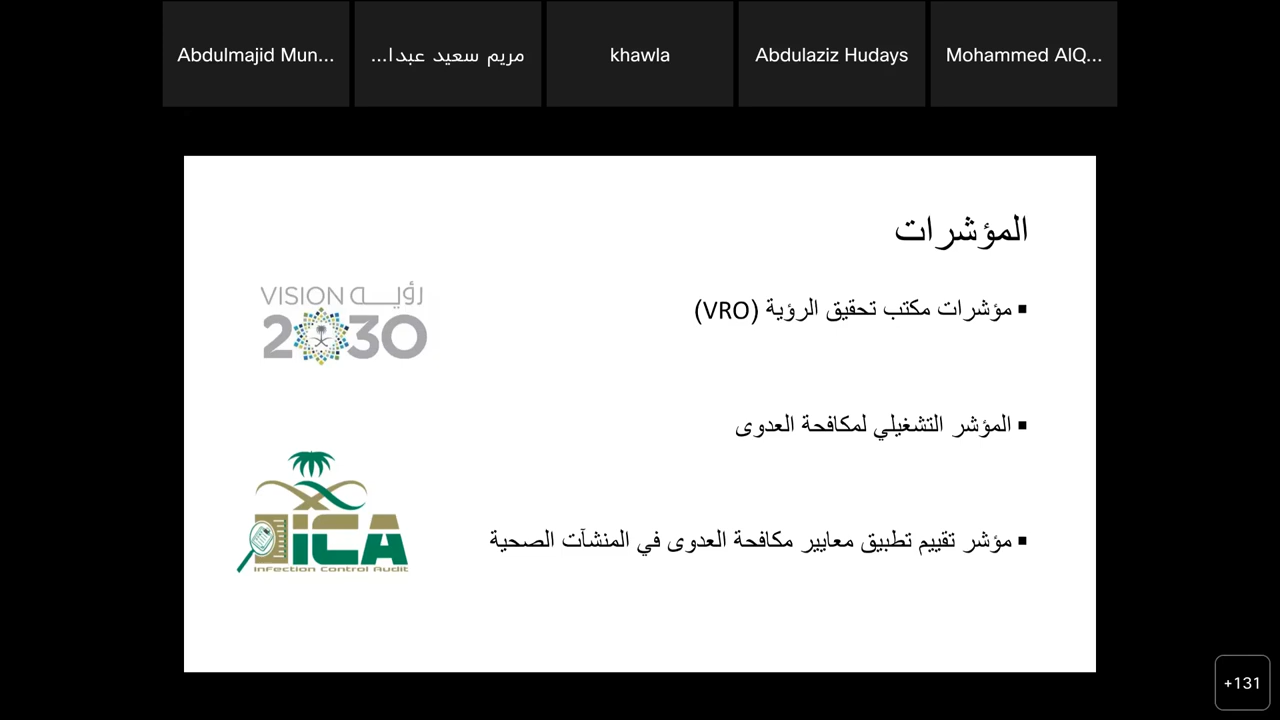 Abdulmajid Mun...
مريم سعيد عبدا...
khawla
Abdulaziz Hudays
Mohammed AlQ...
المؤشرات
VISION رؤيـــة
2030
▪ مؤشرات مكتب تحقيق الرؤية (VRO)
▪ المؤشر التشغيلي لمكافحة العدوى
iCA
Infection Control Audit
▪ مؤشر تقييم تطبيق معايير مكافحة العدوى في المنشآت الصحية
+131